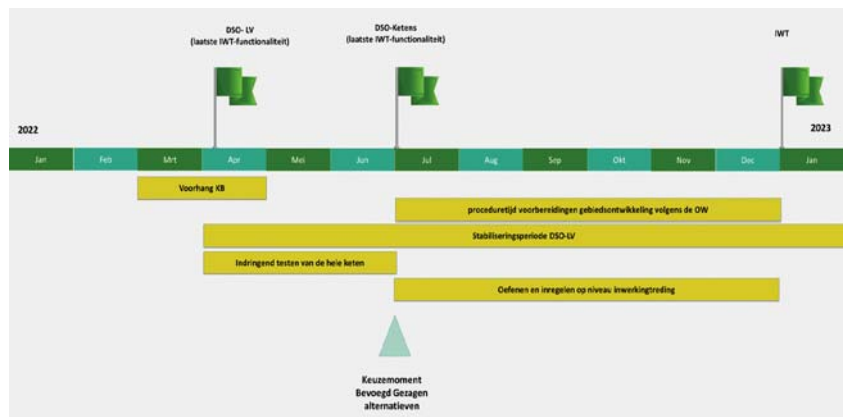 DSO- LV
(laatste IWT-functionaliteit)
DSO-Ketens
(laatste IWT-functionaliteit)
IWT
2022
2023
Jan Feb Mrt Apr Mei Jun Jul Aug Sep Okt Nov Dec Jan
Voorhang KB
proceduretijd voorbereidingen gebiedsontwikkeling volgens de OW
Stabiliseringsperiode DSO-LV
Indringend testen van de hele keten
Oefenen en inregelen op niveau inwerkingtreding
Keuzemoment
Bevoegd Gezagen
alternatieven